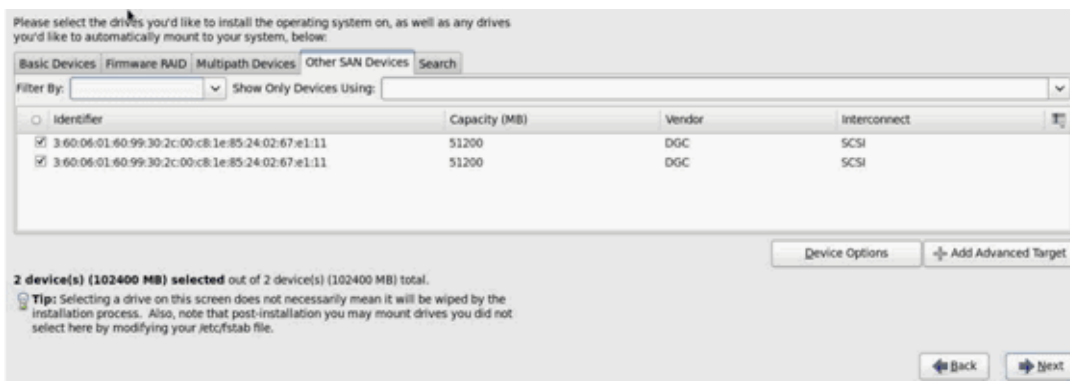 Please select the drives you'd like to install the operating system on, as well as any drives
you'd like to automatically mount to your system, below:
Basic Devices Firmware RAID Multipath Devices Other SAN Devices Search
Filter By: Show Only Devices Using:
Identifier Capacity (MB) Vendor Interconnect
3:60:06:01:60:99:30:2c:00:c8:1e:85:24:02:67:e1:11 51200 DGC SCSI
3:60:06:01:60:99:30:2c:00:c8:1e:85:24:02:67:e1:11 51200 DGC SCSI
Device Options Add Advanced Target
2 device(s) (102400 MB) selected out of 2 device(s) (102400 MB) total.
Tip: Selecting a drive on this screen does not necessarily mean it will be wiped by the
installation process. Also, note that post-installation you may mount drives you did not
select here by modifying your /etc/fstab file.
Back Next